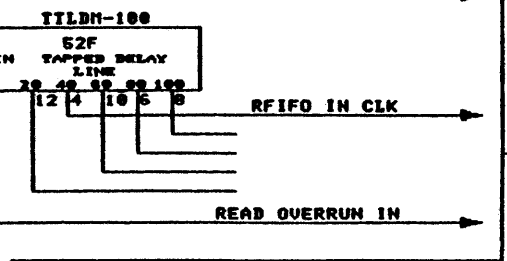 TTLDM-100
52F
IN TAPPED DELAY
LINE
20 40 60 80 100
12 4 10 6 8
RFIFO IN CLK
READ OVERRUN IN